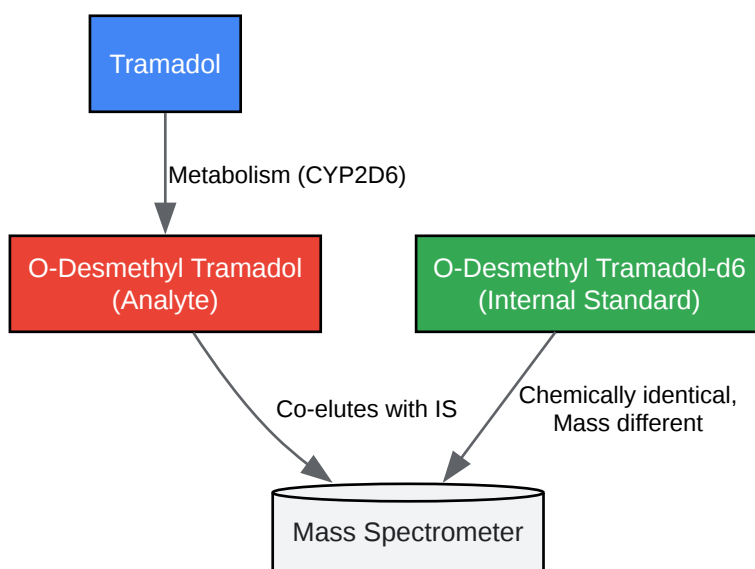 Tramadol
Metabolism (CYP2D6)
O-Desmethyl Tramadol
(Analyte)
O-Desmethyl Tramadol-d6
(Internal Standard)
Co-elutes with IS
Chemically identical,
Mass different
Mass Spectrometer